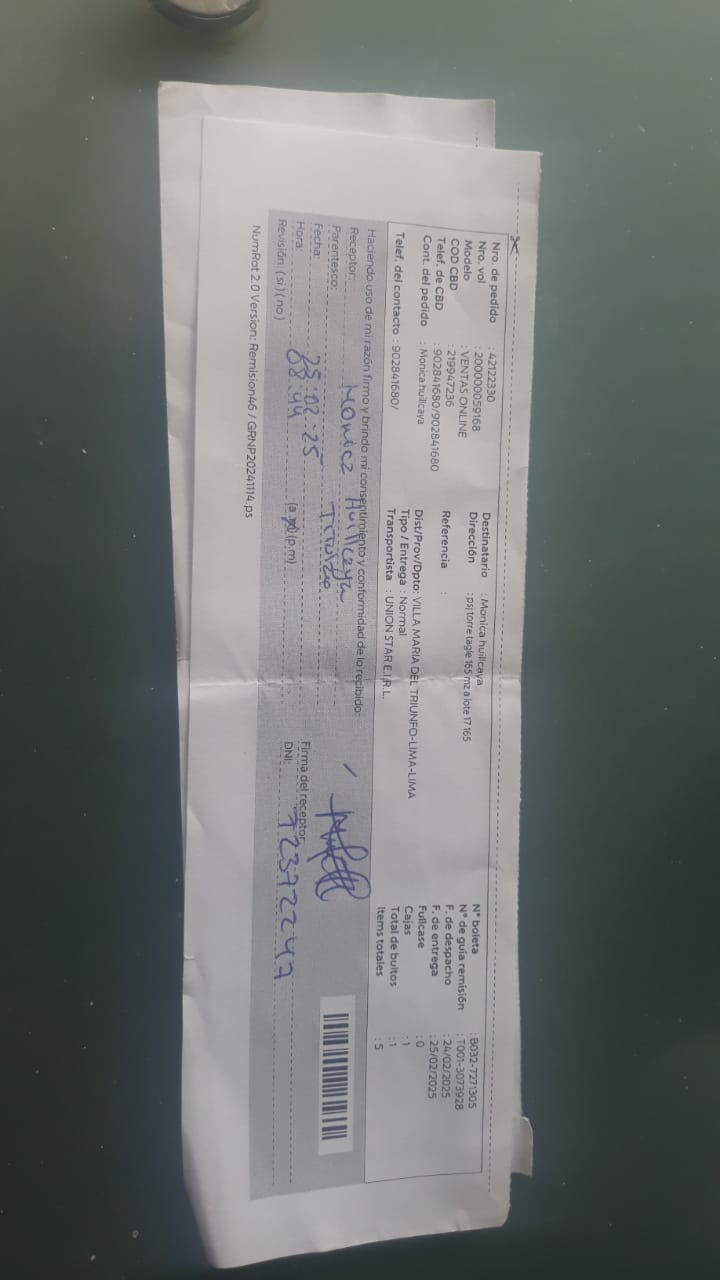 Nro. de pedido : 42122330
Nro. vol : 200000059168
Modelo : VENTAS ONLINE
COD CBD : 219947236
Telef. de CBD : 902841680/902841680
Cont. del pedido : Monica huillcaya
Telef. del contacto : 902841680/
Destinatario : Monica huillcaya
Dirección : psj torre tagle 165 mz a lote 17 165
Referencia :
Dist/Prov/Dpto: VILLA MARIA DEL TRIUNFO-LIMA-LIMA
Tipo / Entrega : Normal
Transportista : UNION STAR E.I.R.L.
N° boleta : B032-7271305
N° de guía remisión : T001-3073928
F. de despacho : 24/02/2025
F. de entrega : 25/02/2025
Fullcase : 0
Cajas : 1
Total de bultos : 1
Items totales : 5
Haciendo uso de mi razón firmo y brindo mi consentimiento y conformidad de lo recibido:
Receptor: Monica Huillcaya
Parentesco: Titular
Fecha: 25.02.25
Hora: 08:44 (a.m) (p.m)
Revisión (si) (no)
Firma del receptor
DNI: 72372247
NumRot 2.0 Version: Remision46 / GRNP20241114.ps